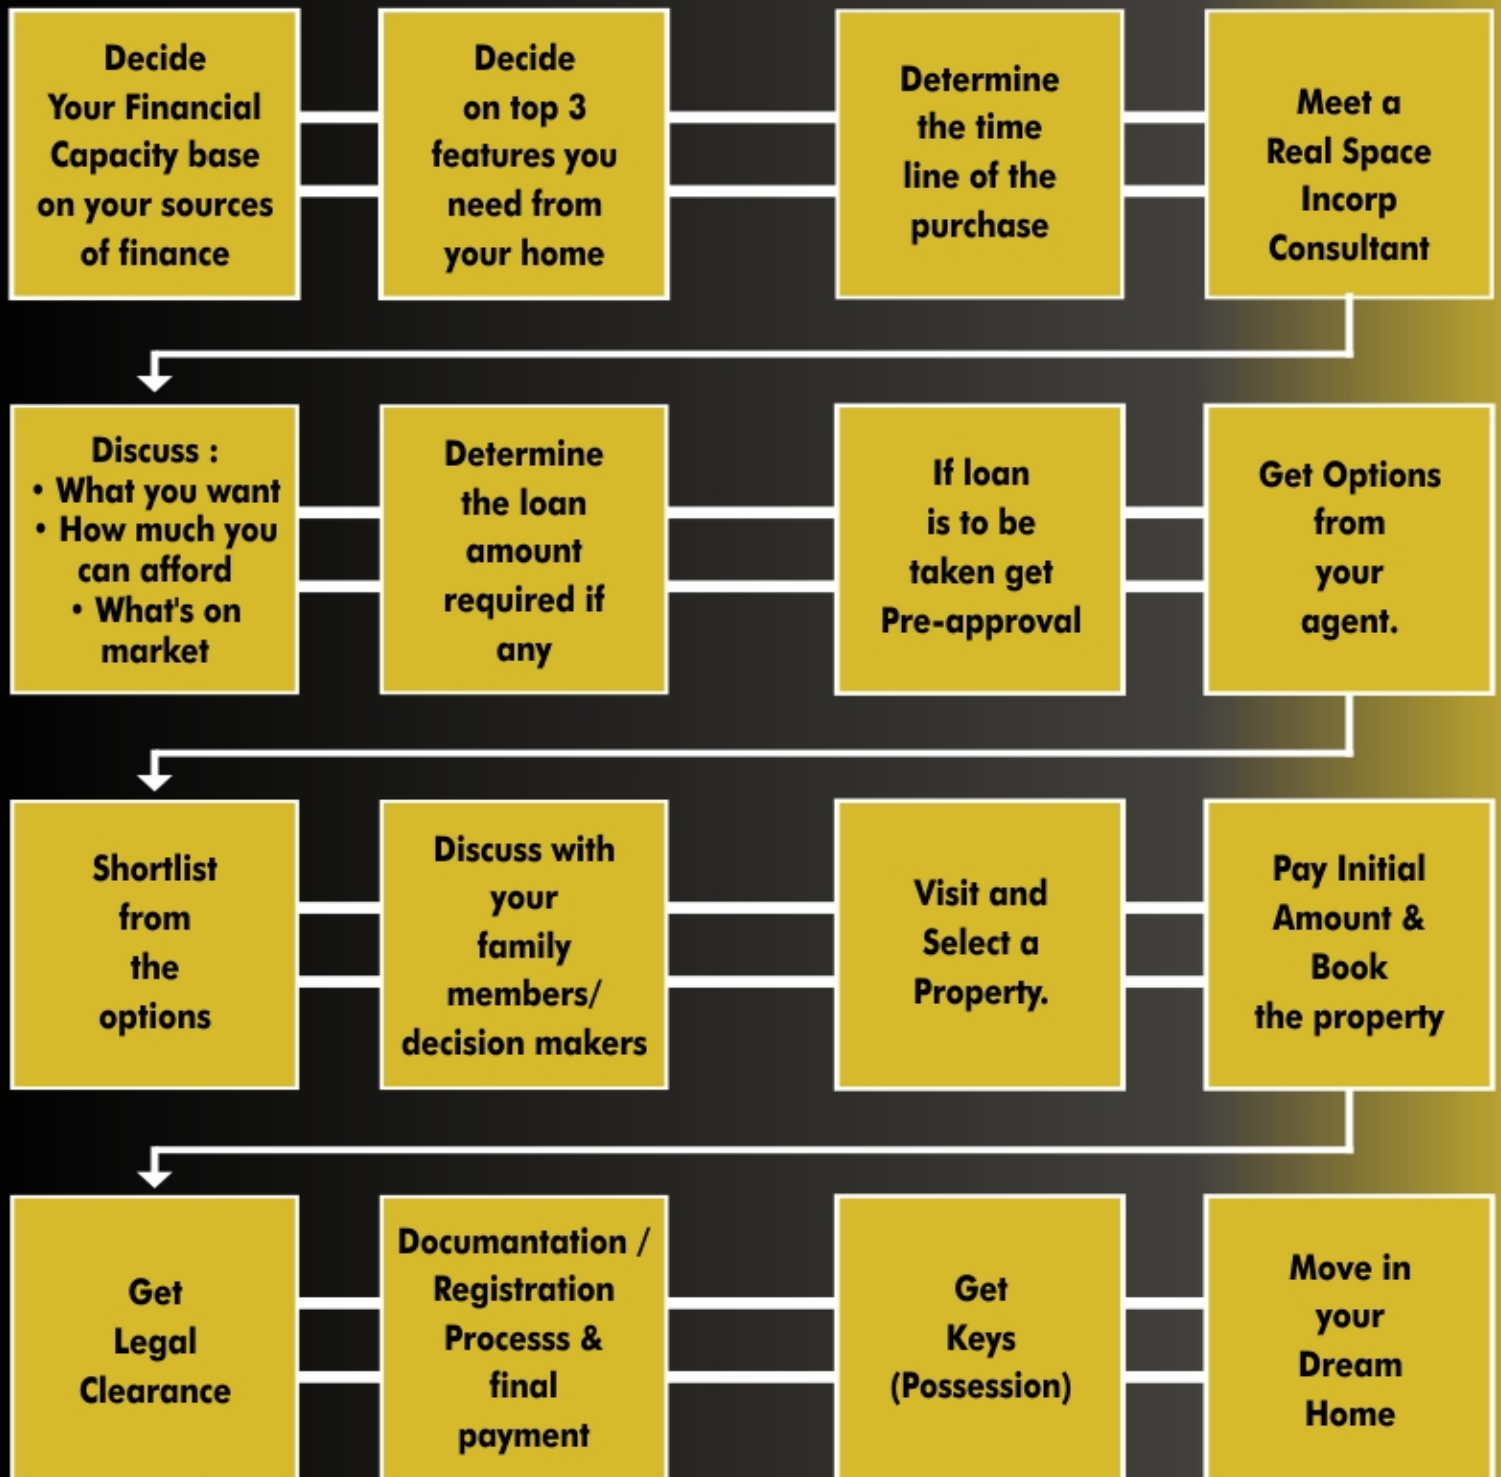 Decide
Your Financial
Capacity base
on your sources
of finance
Decide
on top 3
features you
need from
your home
Determine
the time
line of the
purchase
Meet a
Real Space
Incorp
Consultant
Discuss :
• What you want
• How much you
can afford
• What's on
market
Determine
the loan
amount
required if
any
If loan
is to be
taken get
Pre-approval
Get Options
from
your
agent.
Shortlist
from
the
options
Discuss with
your
family
members/
decision makers
Visit and
Select a
Property.
Pay Initial
Amount &
Book
the property
Get
Legal
Clearance
Documantation /
Registration
Processs &
final
payment
Get
Keys
(Possession)
Move in
your
Dream
Home